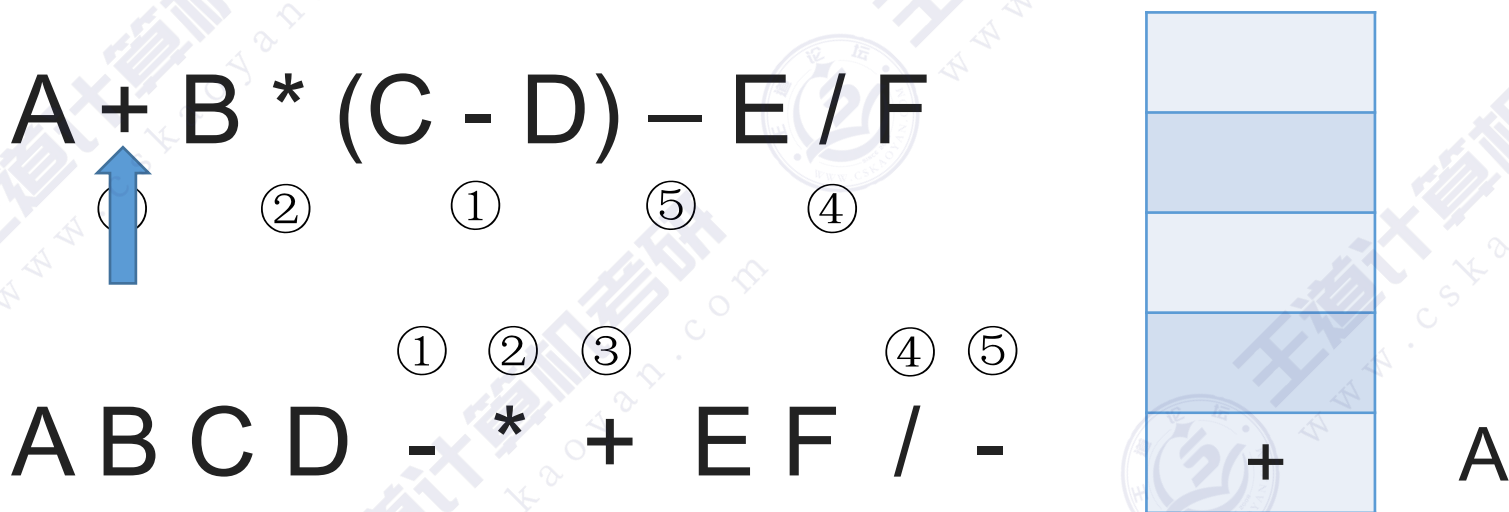 A + B * (C - D) – E / F
② ① ⑤ ④
① ② ③ ④ ⑤
A B C D - * + E F / -
+
A